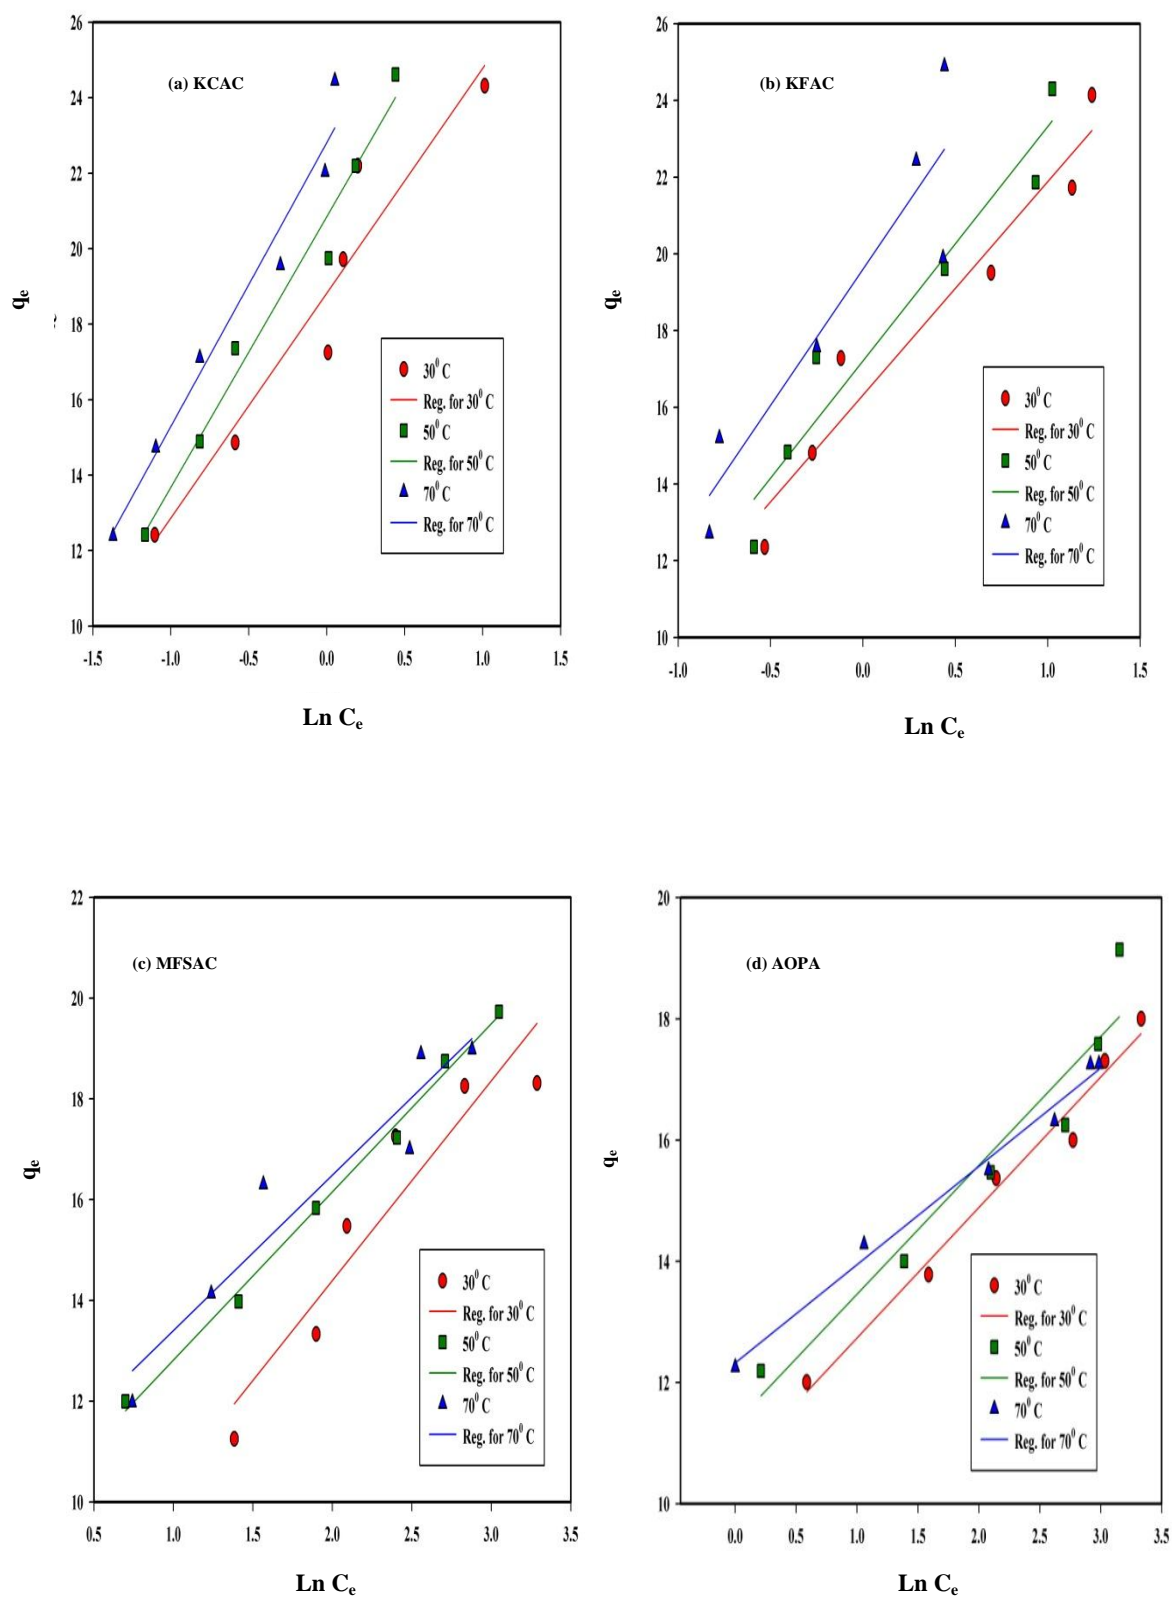 26
24
22
20
18
16
14
12
10
(a) KCAC
qe
30⁰ C
Reg. for 30⁰ C
50⁰ C
Reg. for 50⁰ C
70⁰ C
Reg. for 70⁰ C
-1.5 -1.0 -0.5 0.0 0.5 1.0 1.5
Ln Ce
26
24
22
20
18
16
14
12
10
(b) KFAC
qe
30⁰ C
Reg. for 30⁰ C
50⁰ C
Reg. for 50⁰ C
70⁰ C
Reg. for 70⁰ C
-1.0 -0.5 0.0 0.5 1.0 1.5
Ln Ce
22
20
18
16
14
12
10
(c) MFSAC
qe
30⁰ C
Reg. for 30⁰ C
50⁰ C
Reg. for 50⁰ C
70⁰ C
Reg. for 70⁰ C
0.5 1.0 1.5 2.0 2.5 3.0 3.5
Ln Ce
20
18
16
14
12
10
(d) AOPA
qe
30⁰ C
Reg. for 30⁰ C
50⁰ C
Reg. for 50⁰ C
70⁰ C
Reg. for 70⁰ C
0.0 0.5 1.0 1.5 2.0 2.5 3.0 3.5
Ln Ce